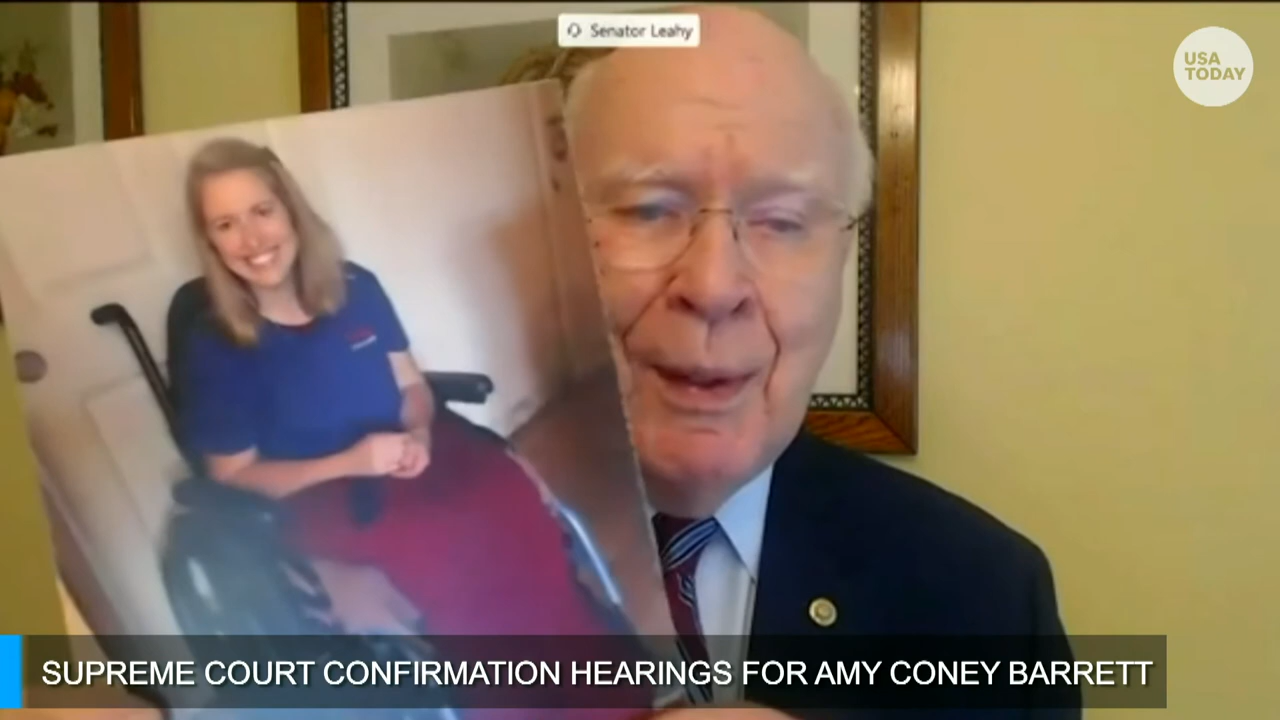 Senator Leahy
USA
TODAY
SUPREME COURT CONFIRMATION HEARINGS FOR AMY CONEY BARRETT